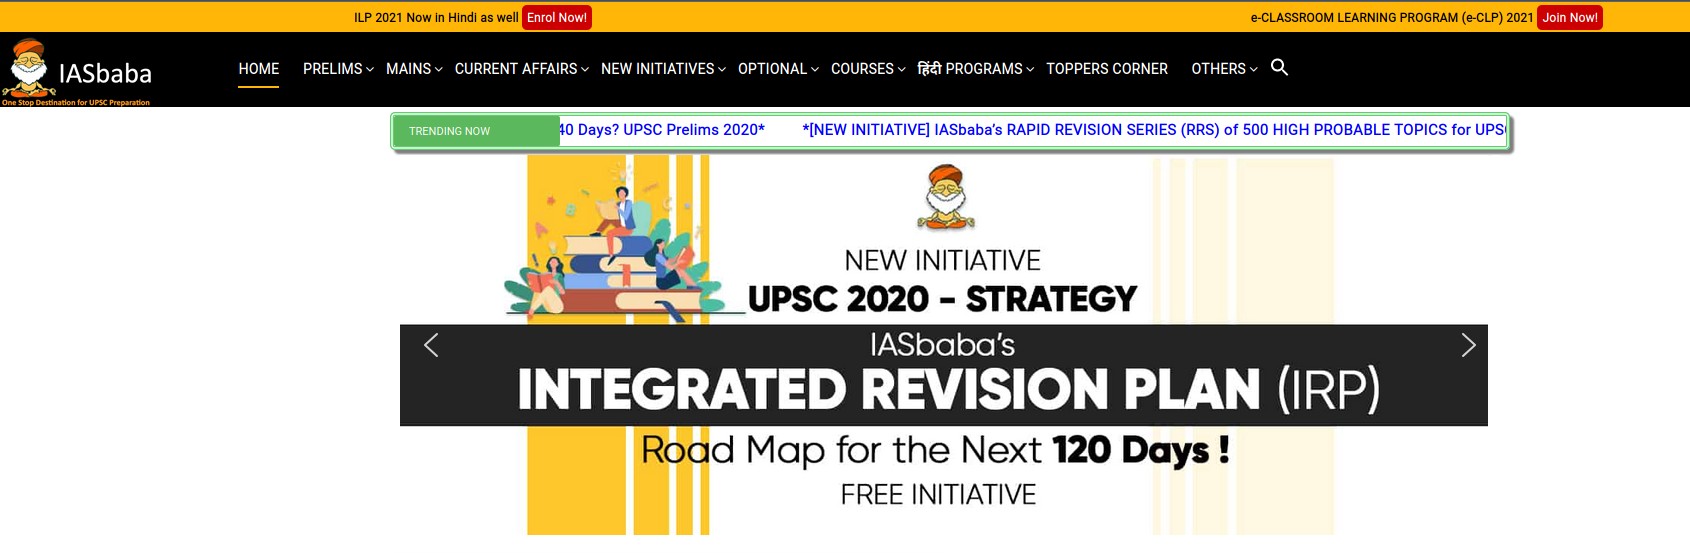 ILP 2021 Now in Hindi as well Enrol Now!
e-CLASSROOM LEARNING PROGRAM (e-CLP) 2021 Join Now!
IASbaba
One Stop Destination for UPSC Preparation
HOME PRELIMS MAINS CURRENT AFFAIRS NEW INITIATIVES OPTIONAL COURSES हिंदी PROGRAMS TOPPERS CORNER OTHERS
TRENDING NOW
40 Days? UPSC Prelims 2020* *[NEW INITIATIVE] IASbaba’s RAPID REVISION SERIES (RRS) of 500 HIGH PROBABLE TOPICS for UPSC
NEW INITIATIVE
UPSC 2020 - STRATEGY
IASbaba’s
INTEGRATED REVISION PLAN (IRP)
Road Map for the Next 120 Days !
FREE INITIATIVE